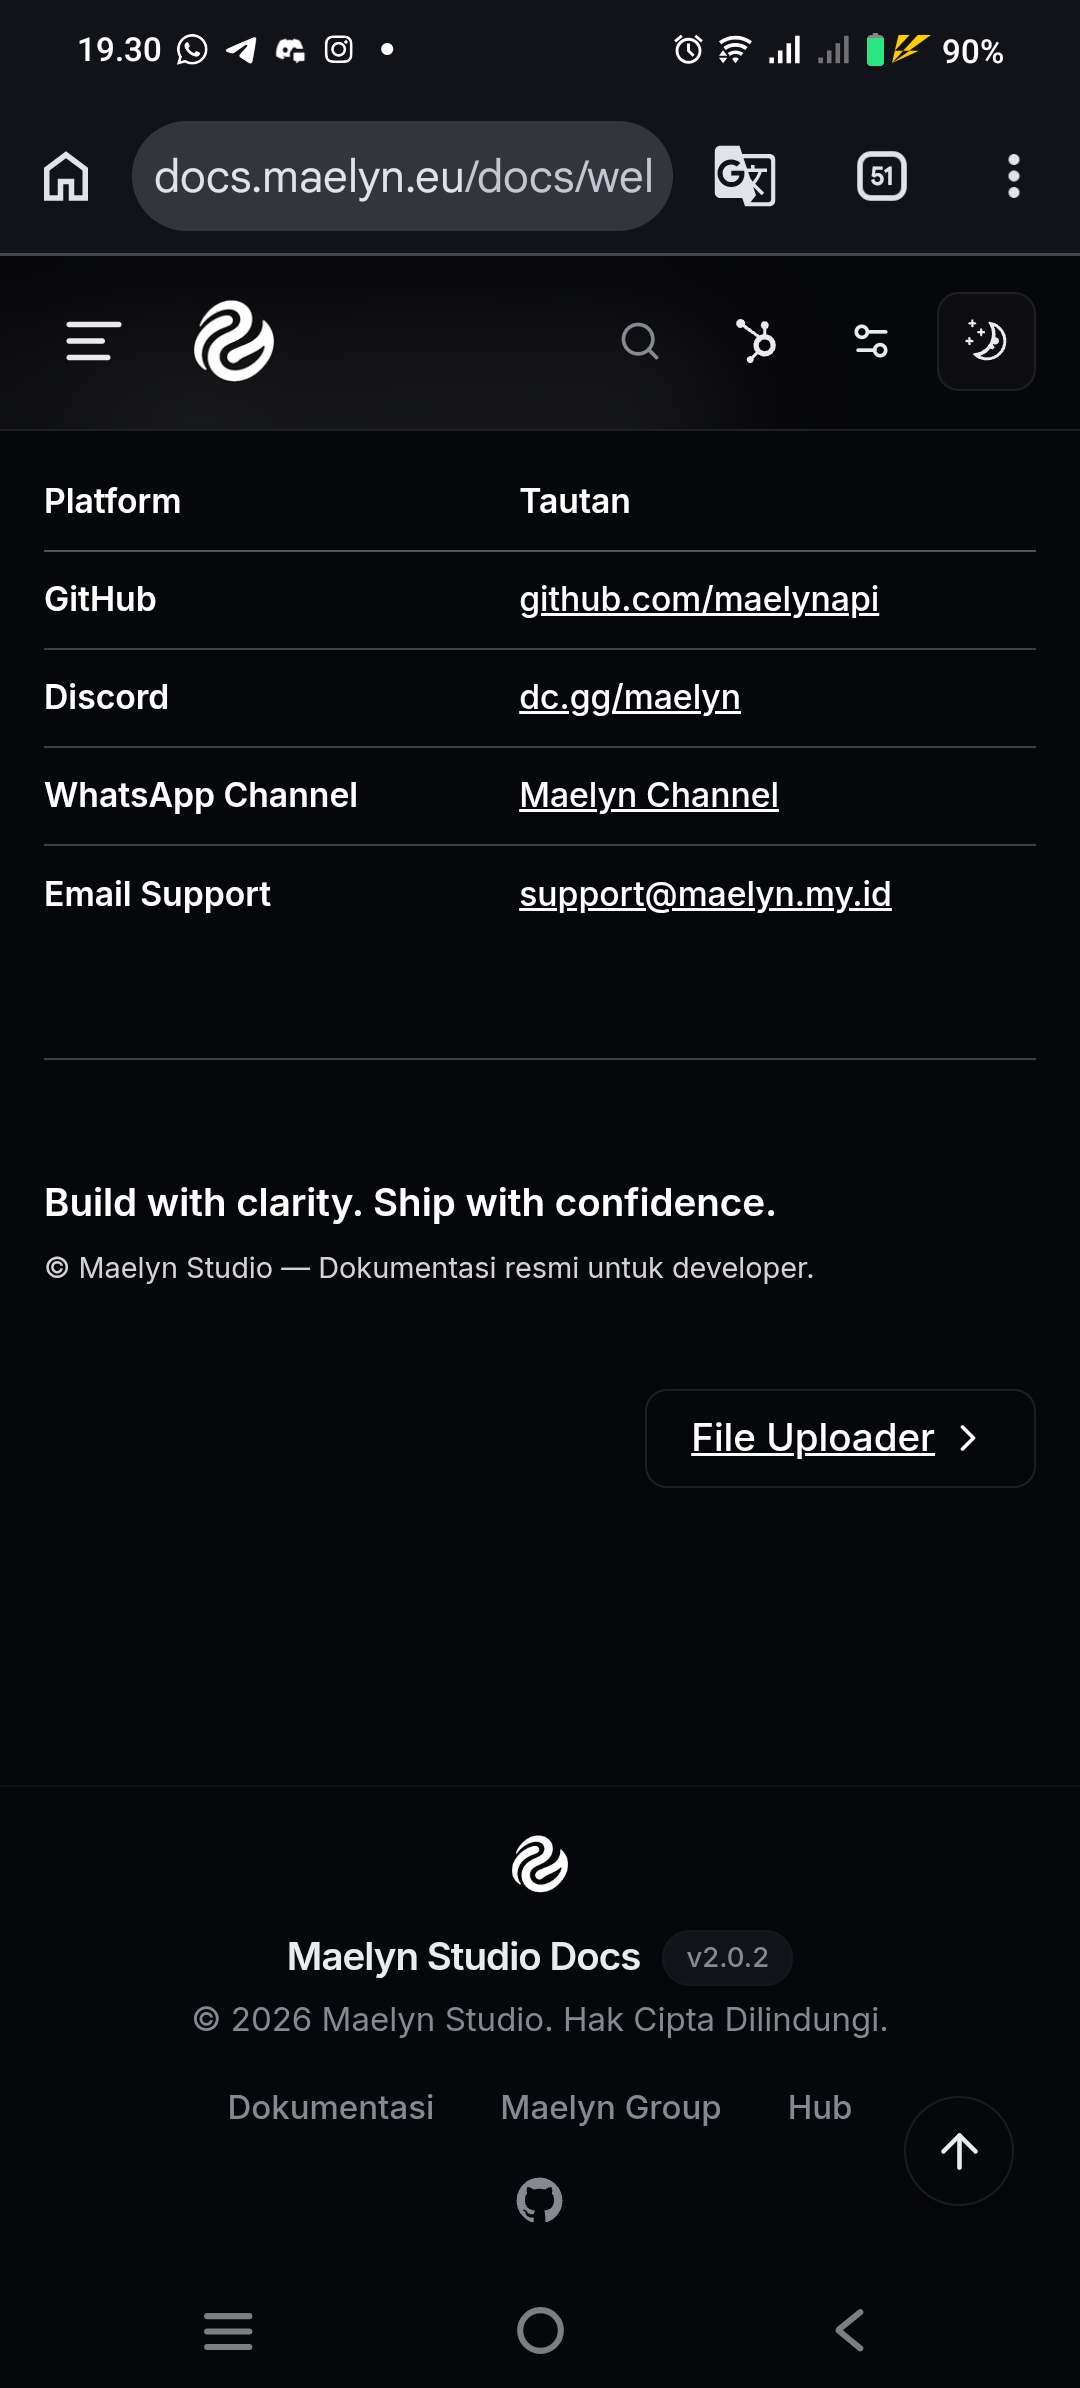 19.30
90%
docs.maelyn.eu/docs/wel
51
Platform Tautan
GitHub github.com/maelynapi
Discord dc.gg/maelyn
WhatsApp Channel Maelyn Channel
Email Support support@maelyn.my.id
Build with clarity. Ship with confidence.
© Maelyn Studio — Dokumentasi resmi untuk developer.
File Uploader
Maelyn Studio Docs v2.0.2
© 2026 Maelyn Studio. Hak Cipta Dilindungi.
Dokumentasi Maelyn Group Hub